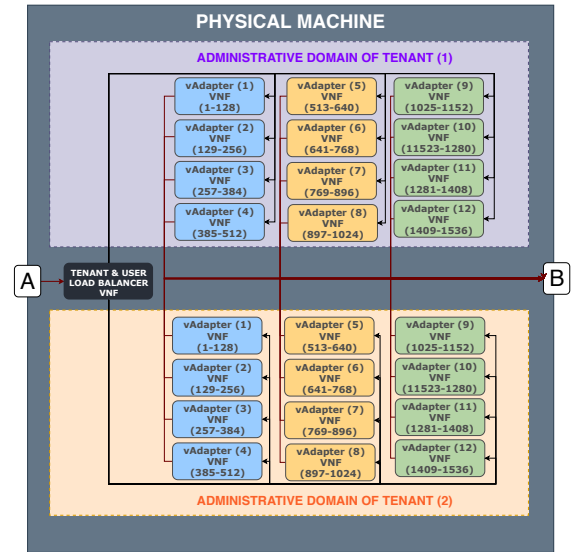 PHYSICAL MACHINE
ADMINISTRATIVE DOMAIN OF TENANT (1)
vAdapter (1)
VNF
(1-128)
vAdapter (5)
VNF
(513-640)
vAdapter (9)
VNF
(1025-1152)
vAdapter (2)
VNF
(129-256)
vAdapter (6)
VNF
(641-768)
vAdapter (10)
VNF
(11523-1280)
vAdapter (3)
VNF
(257-384)
vAdapter (7)
VNF
(769-896)
vAdapter (11)
VNF
(1281-1408)
vAdapter (4)
VNF
(385-512)
vAdapter (8)
VNF
(897-1024)
vAdapter (12)
VNF
(1409-1536)
A
TENANT & USER
LOAD BALANCER
VNF
B
vAdapter (1)
VNF
(1-128)
vAdapter (5)
VNF
(513-640)
vAdapter (9)
VNF
(1025-1152)
vAdapter (2)
VNF
(129-256)
vAdapter (6)
VNF
(641-768)
vAdapter (10)
VNF
(11523-1280)
vAdapter (3)
VNF
(257-384)
vAdapter (7)
VNF
(769-896)
vAdapter (11)
VNF
(1281-1408)
vAdapter (4)
VNF
(385-512)
vAdapter (8)
VNF
(897-1024)
vAdapter (12)
VNF
(1409-1536)
ADMINISTRATIVE DOMAIN OF TENANT (2)